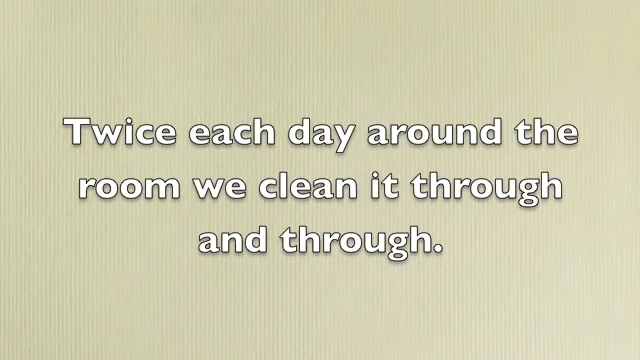 Twice each day around the
room we clean it through
and through.